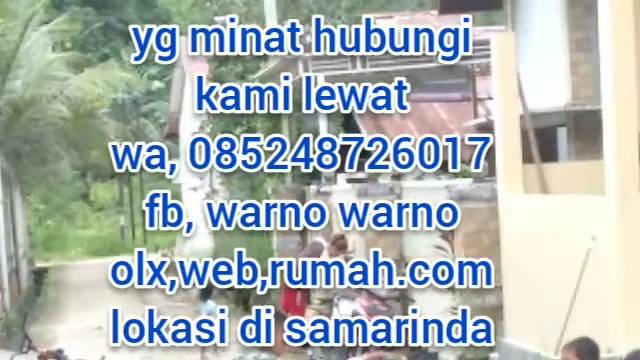 yg minat hubungi
kami lewat
wa, 085248726017
fb, warno warno
olx,web,rumah.com
lokasi di samarinda